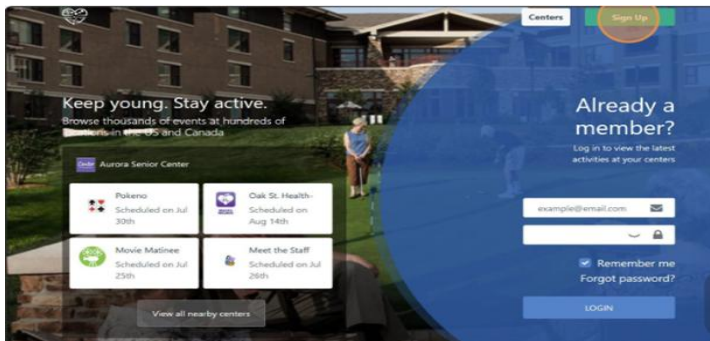 Centers
Sign Up
Keep young. Stay active.
Browse thousands of events at hundreds of
locations in the US and Canada
Aurora Senior Center
Pokeno
Scheduled on Jul
30th
Oak St. Health-
Scheduled on
Aug 14th
Movie Matinee
Scheduled on Jul
25th
Meet the Staff
Scheduled on Jul
26th
View all nearby centers
Already a
member?
Log in to view the latest
activities at your centers
example@email.com
Remember me
Forgot password?
LOGIN